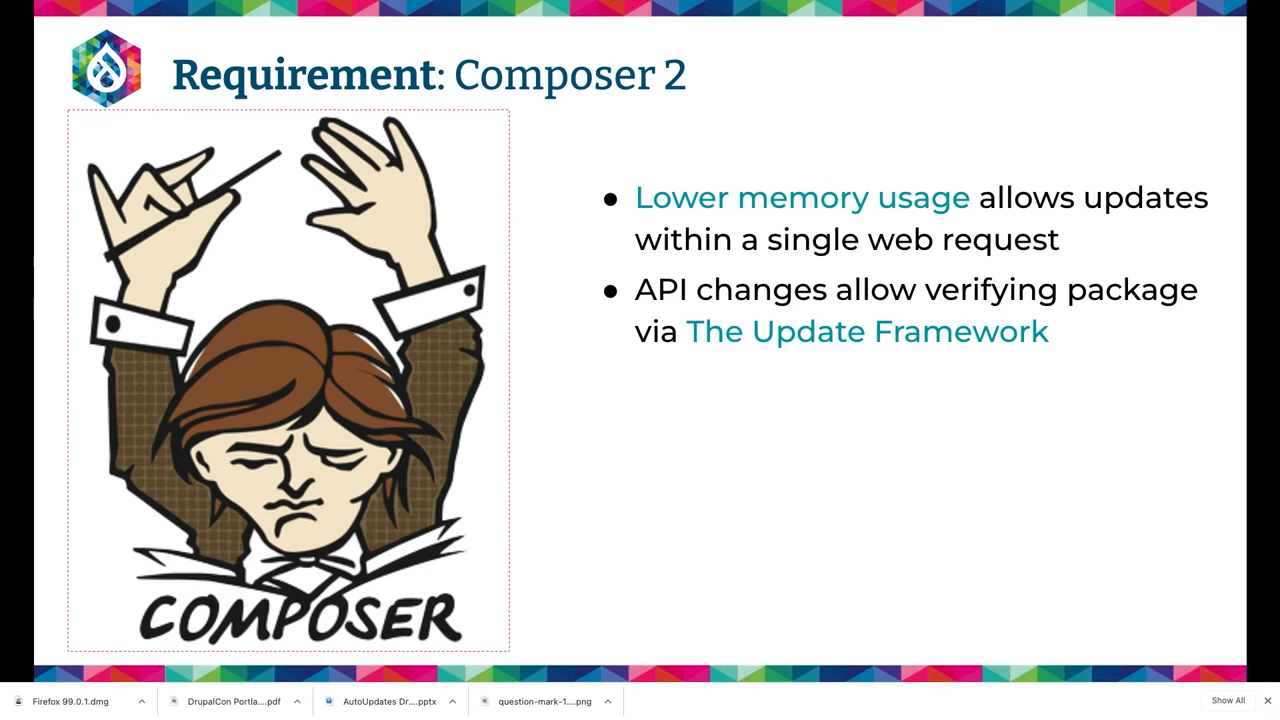 Requirement: Composer 2
● Lower memory usage allows updates
within a single web request
● API changes allow verifying package
via The Update Framework
COMPOSER
Firefox 99.0.1.dmg
DrupalCon Portla....pdf
AutoUpdates Dr....pptx
question-mark-1....png
Show All